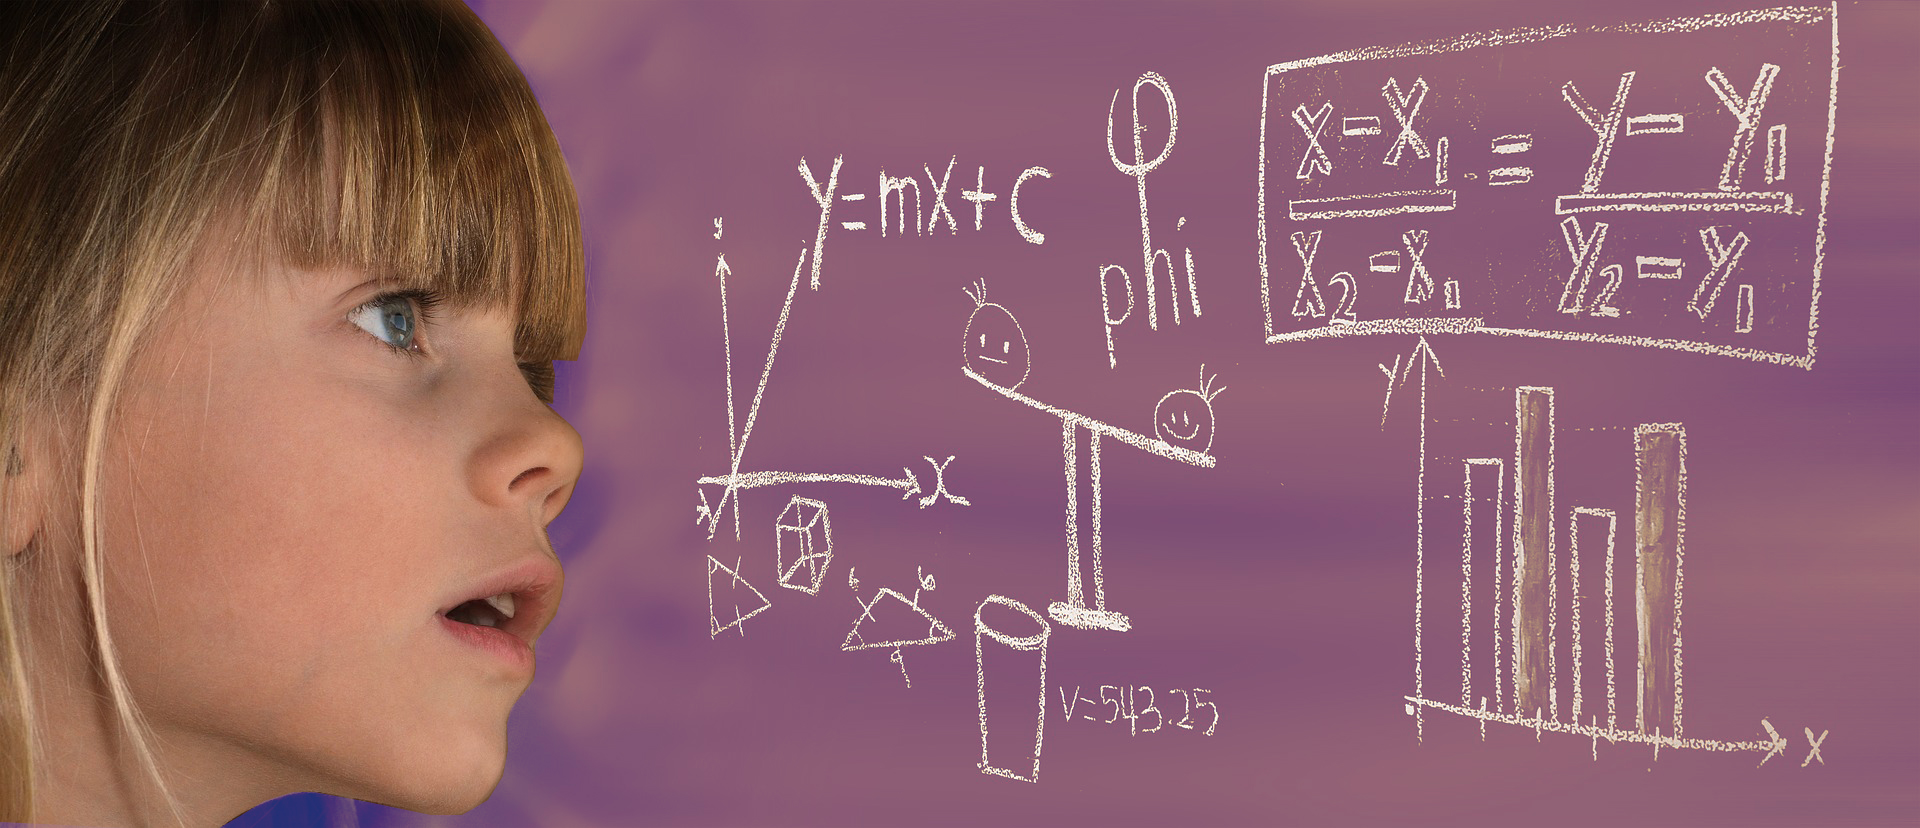 y=mx+c
φ
phi
x-x₁ = y-y₁
x₂-x₁ y₂-y₁
y
x
b
V=543.25
y
x